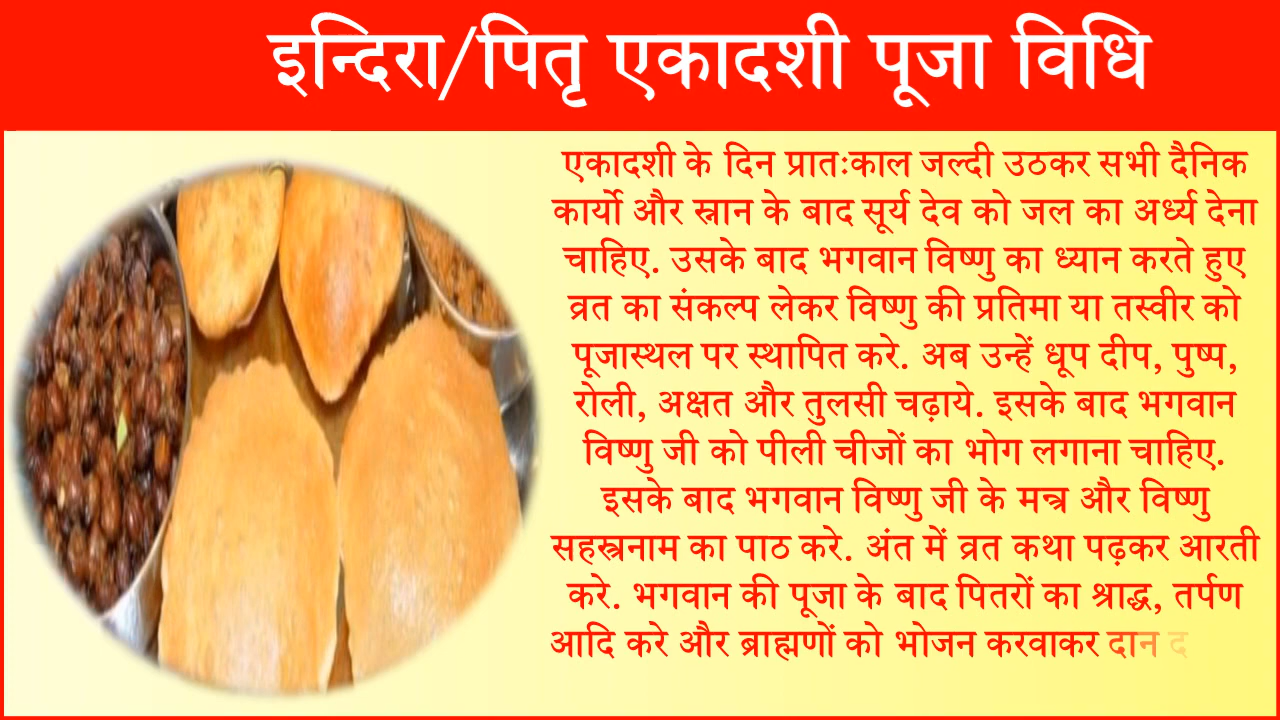 इन्दिरा/पितृ एकादशी पूजा विधि
एकादशी के दिन प्रातःकाल जल्दी उठकर सभी दैनिक
कार्यो और स्नान के बाद सूर्य देव को जल का अर्ध्य देना
चाहिए. उसके बाद भगवान विष्णु का ध्यान करते हुए
व्रत का संकल्प लेकर विष्णु की प्रतिमा या तस्वीर को
पूजास्थल पर स्थापित करे. अब उन्हें धूप दीप, पुष्प,
रोली, अक्षत और तुलसी चढ़ाये. इसके बाद भगवान
विष्णु जी को पीली चीजों का भोग लगाना चाहिए.
इसके बाद भगवान विष्णु जी के मन्त्र और विष्णु
सहस्त्रनाम का पाठ करे. अंत में व्रत कथा पढ़कर आरती
करे. भगवान की पूजा के बाद पितरों का श्राद्ध, तर्पण
आदि करे और ब्राह्मणों को भोजन करवाकर दान